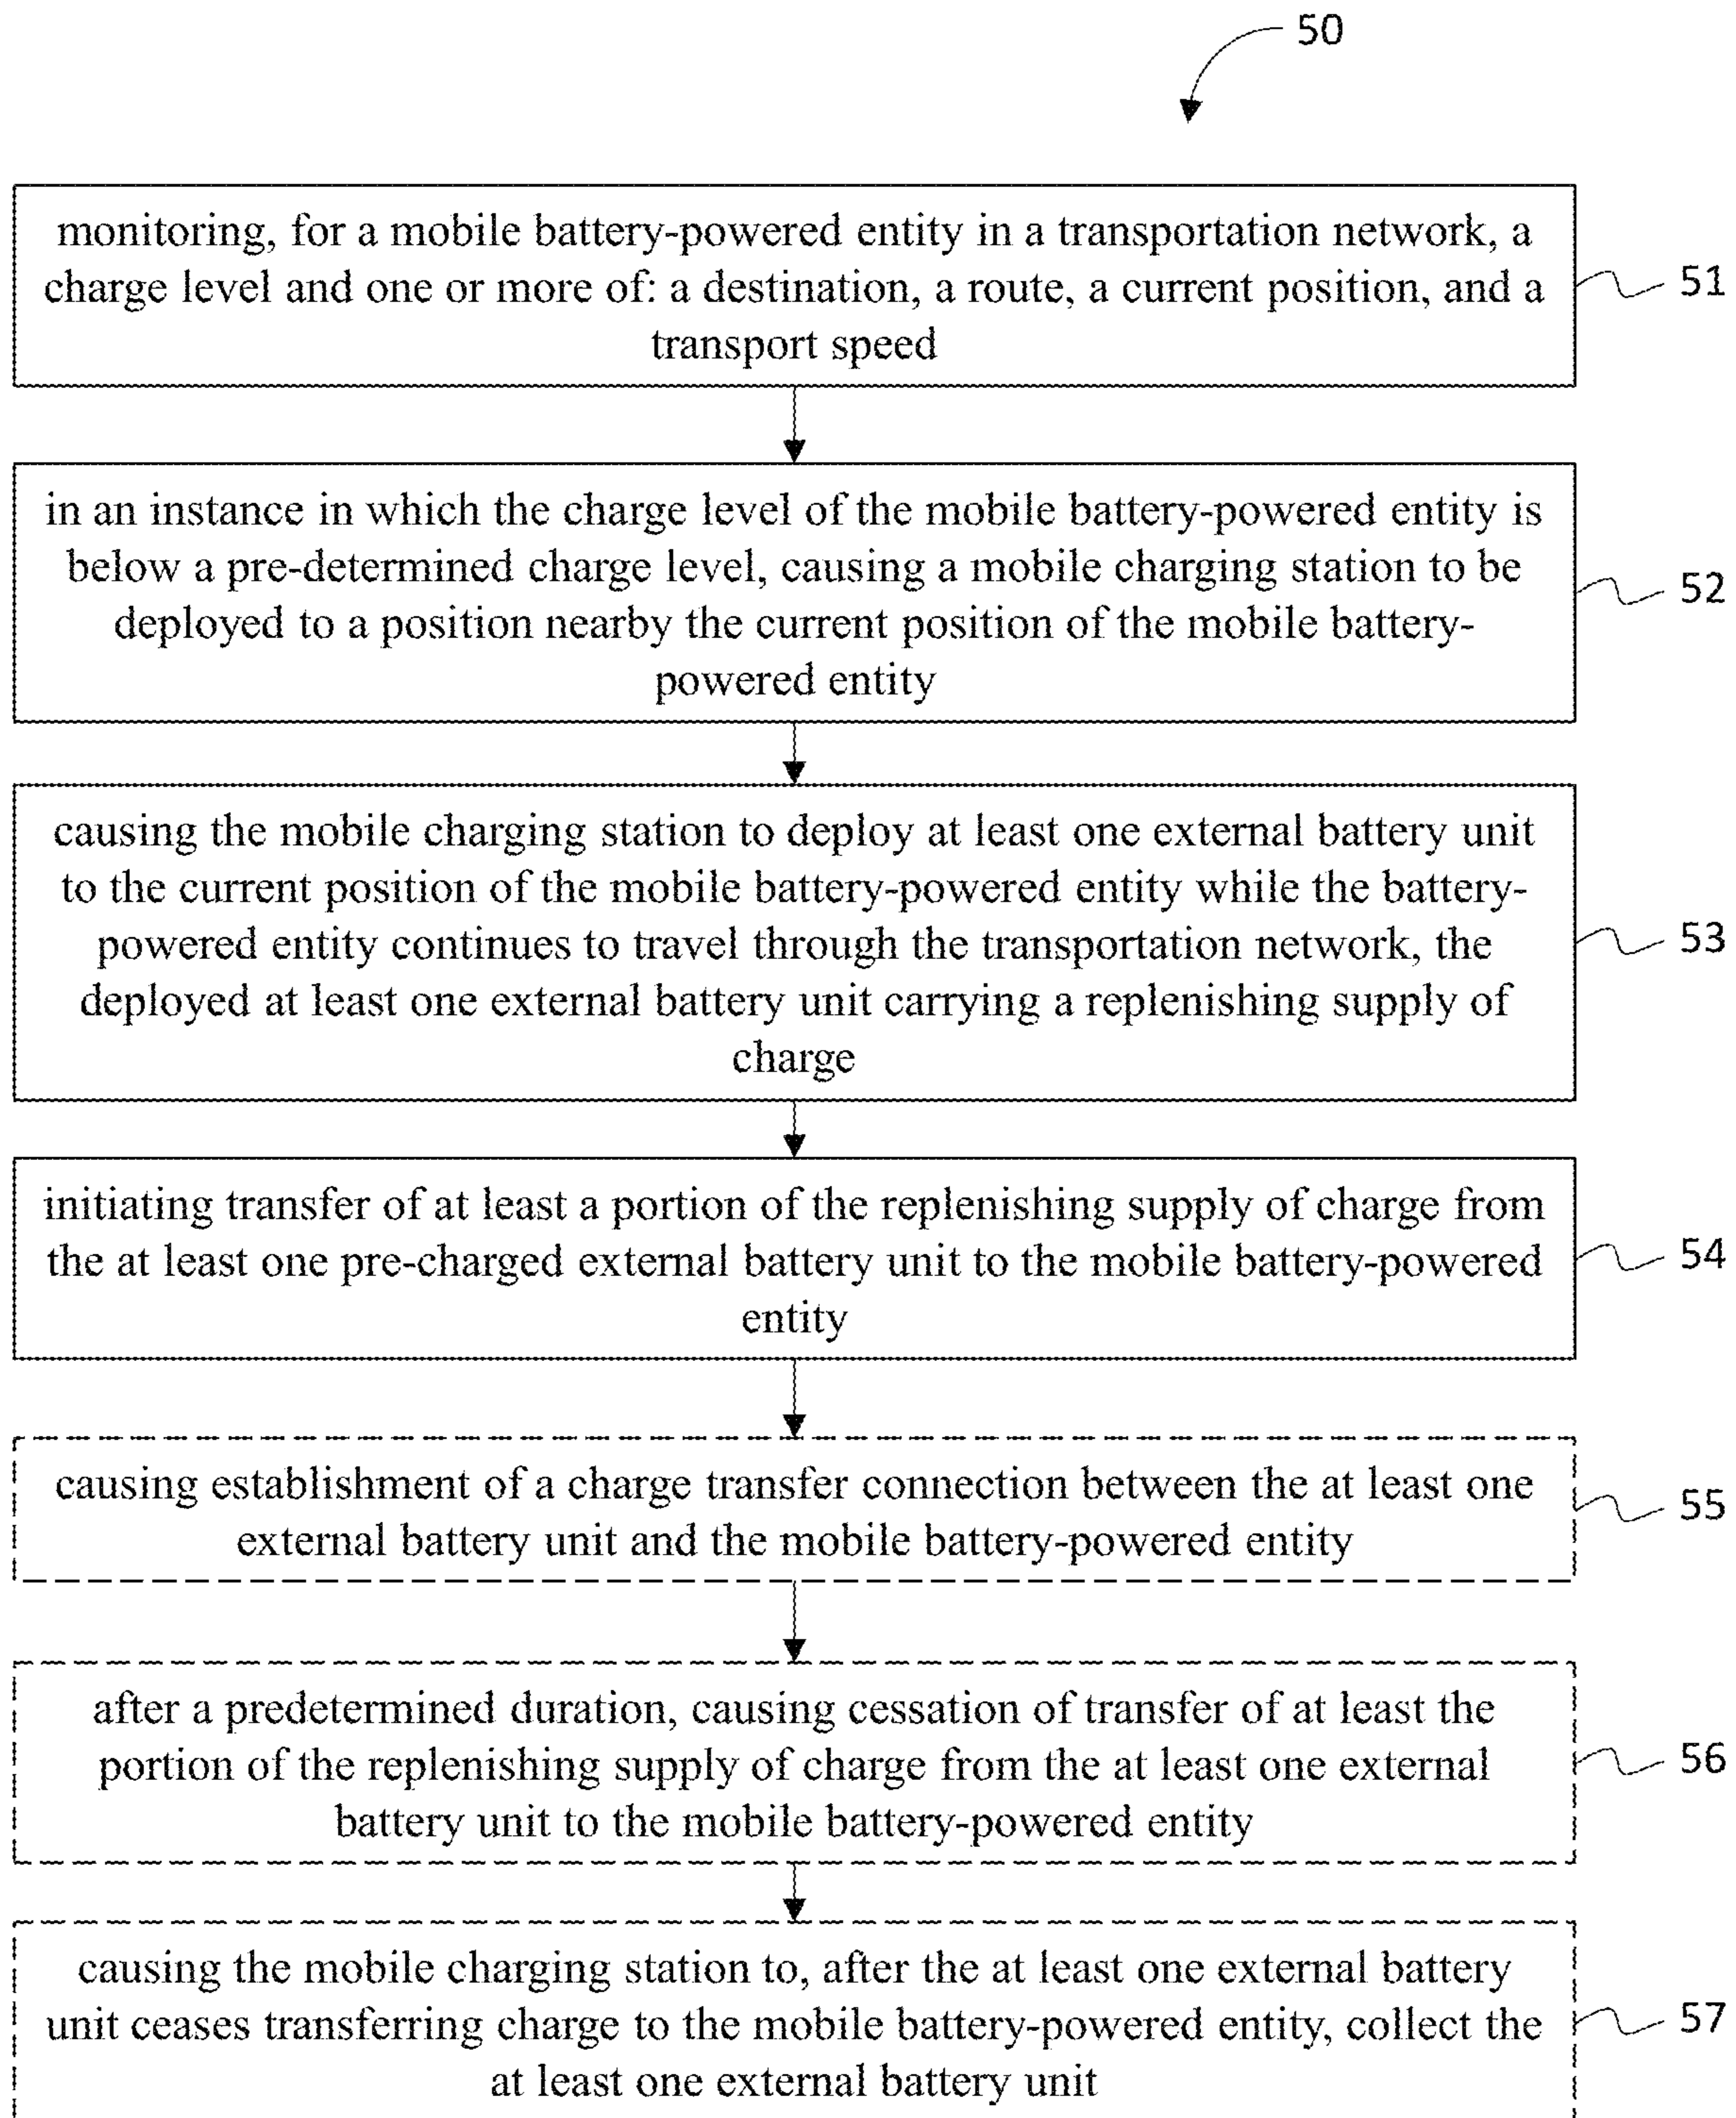 50
monitoring, for a mobile battery-powered entity in a transportation network, a
charge level and one or more of: a destination, a route, a current position, and a
transport speed
51
in an instance in which the charge level of the mobile battery-powered entity is
below a pre-determined charge level, causing a mobile charging station to be
deployed to a position nearby the current position of the mobile battery-
powered entity
52
causing the mobile charging station to deploy at least one external battery unit
to the current position of the mobile battery-powered entity while the battery-
powered entity continues to travel through the transportation network, the
deployed at least one external battery unit carrying a replenishing supply of
charge
53
initiating transfer of at least a portion of the replenishing supply of charge from
the at least one pre-charged external battery unit to the mobile battery-powered
entity
54
causing establishment of a charge transfer connection between the at least one
external battery unit and the mobile battery-powered entity
55
after a predetermined duration, causing cessation of transfer of at least the
portion of the replenishing supply of charge from the at least one external
battery unit to the mobile battery-powered entity
56
causing the mobile charging station to, after the at least one external battery
unit ceases transferring charge to the mobile battery-powered entity, collect the
at least one external battery unit
57